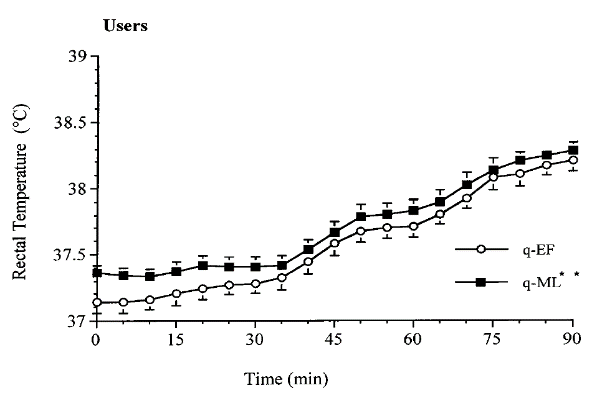 Users
39
38.5
38
37.5
37
Rectal Temperature (°C)
q-EF
q-ML* *
0 15 30 45 60 75 90
Time (min)